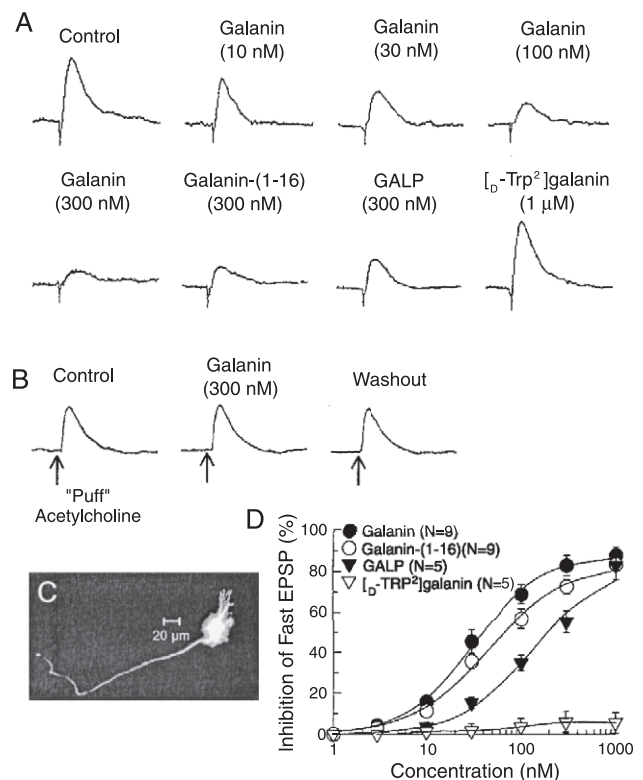 A
Control
Galanin
(10 nM)
Galanin
(30 nM)
Galanin
(100 nM)
Galanin
(300 nM)
Galanin-(1-16)
(300 nM)
GALP
(300 nM)
[D-Trp²]galanin
(1 µM)
B
Control
Galanin
(300 nM)
Washout
"Puff"
Acetylcholine
C
20 µm
D
Galanin (N=9)
Galanin-(1-16)(N=9)
GALP (N=5)
[D-TRP²]galanin (N=5)
Inhibition of Fast EPSP (%)
100
80
60
40
20
0
1
10
100
1000
Concentration (nM)